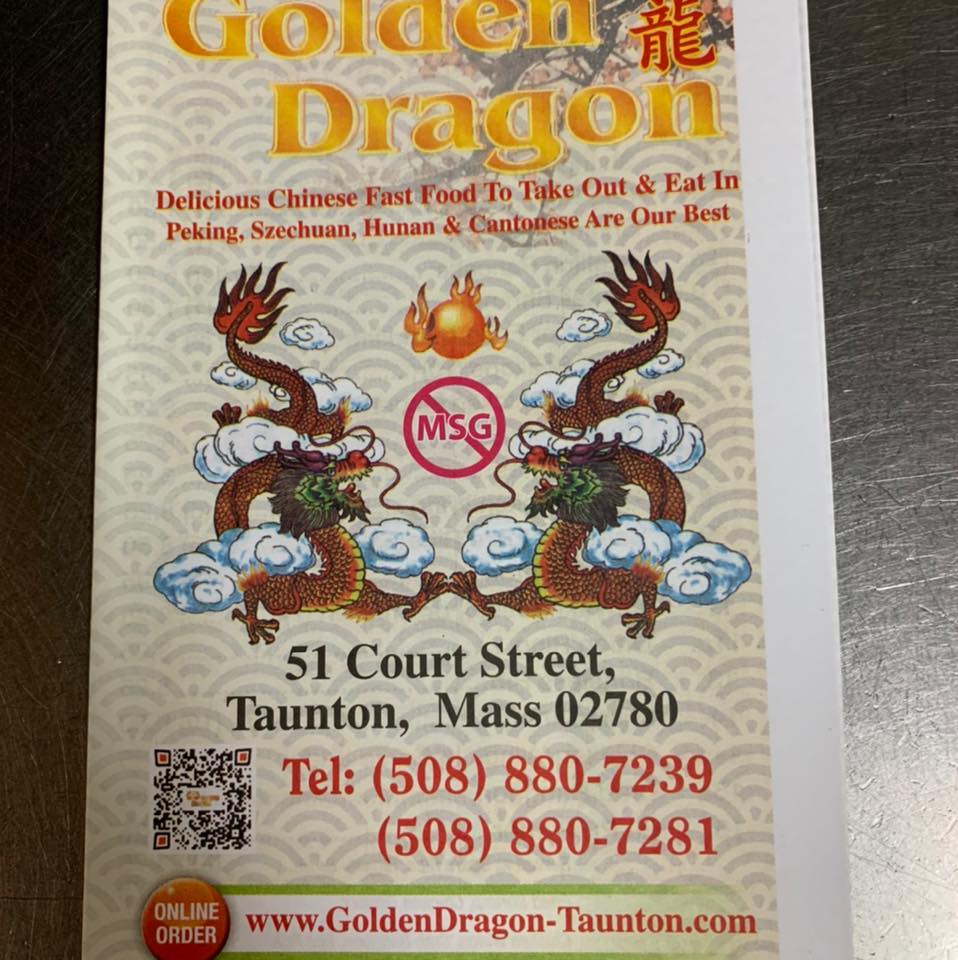 Golden 龍
Dragon
Delicious Chinese Fast Food To Take Out & Eat In
Peking, Szechuan, Hunan & Cantonese Are Our Best
MSG
51 Court Street,
Taunton, Mass 02780
Tel: (508) 880-7239
(508) 880-7281
ONLINE
ORDER
www.GoldenDragon-Taunton.com